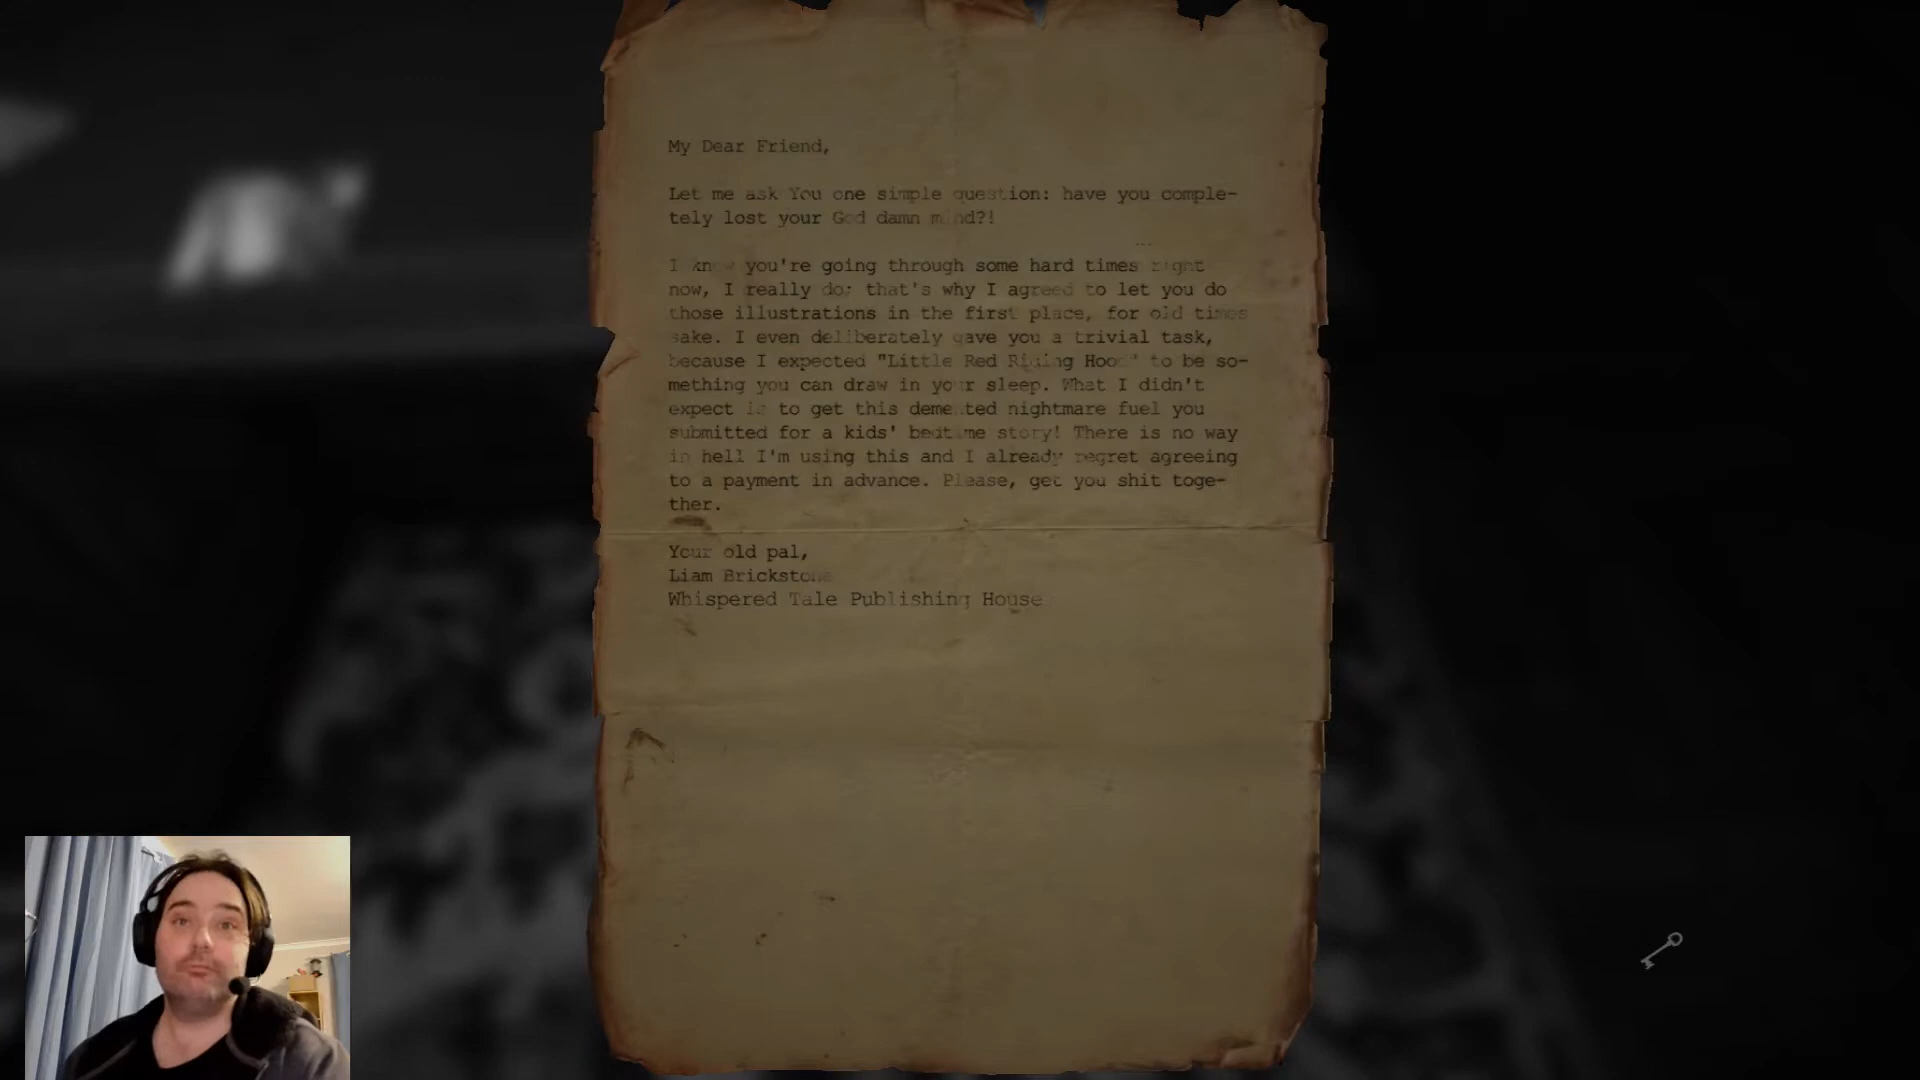 My Dear Friend,
Let me ask You one simple question: have you comple-
tely lost your God damn mind?!
I know you're going through some hard times right
now, I really do; that's why I agreed to let you do
those illustrations in the first place, for old times
sake. I even deliberately gave you a trivial task,
because I expected "Little Red Riding Hood" to be so-
mething you can draw in your sleep. What I didn't
expect is to get this demented nightmare fuel you
submitted for a kids' bedtime story! There is no way
in hell I'm using this and I already regret agreeing
to a payment in advance. Please, get you shit toge-
ther.
Your old pal,
Liam Brickstone
Whispered Tale Publishing House